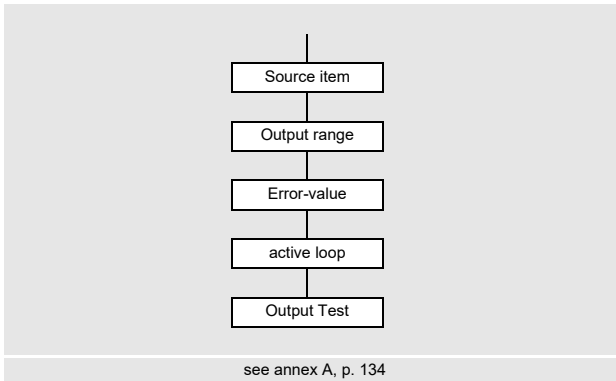 Source item
Output range
Error-value
active loop
Output Test
see annex A, p. 134